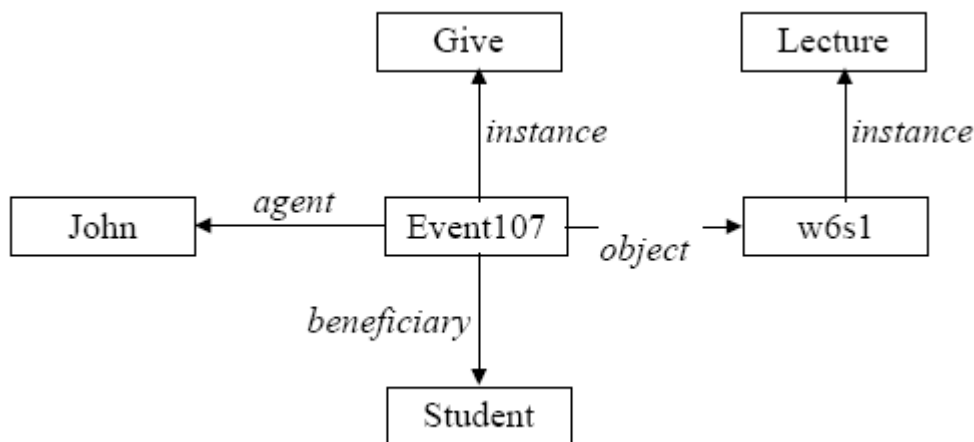 Give
Lecture
instance
instance
agent
John
Event107
w6s1
object
beneficiary
Student